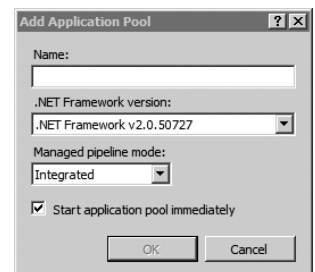 Add Application Pool
Name:
.NET Framework version:
.NET Framework v2.0.50727
Managed pipeline mode:
Integrated
Start application pool immediately
OK Cancel